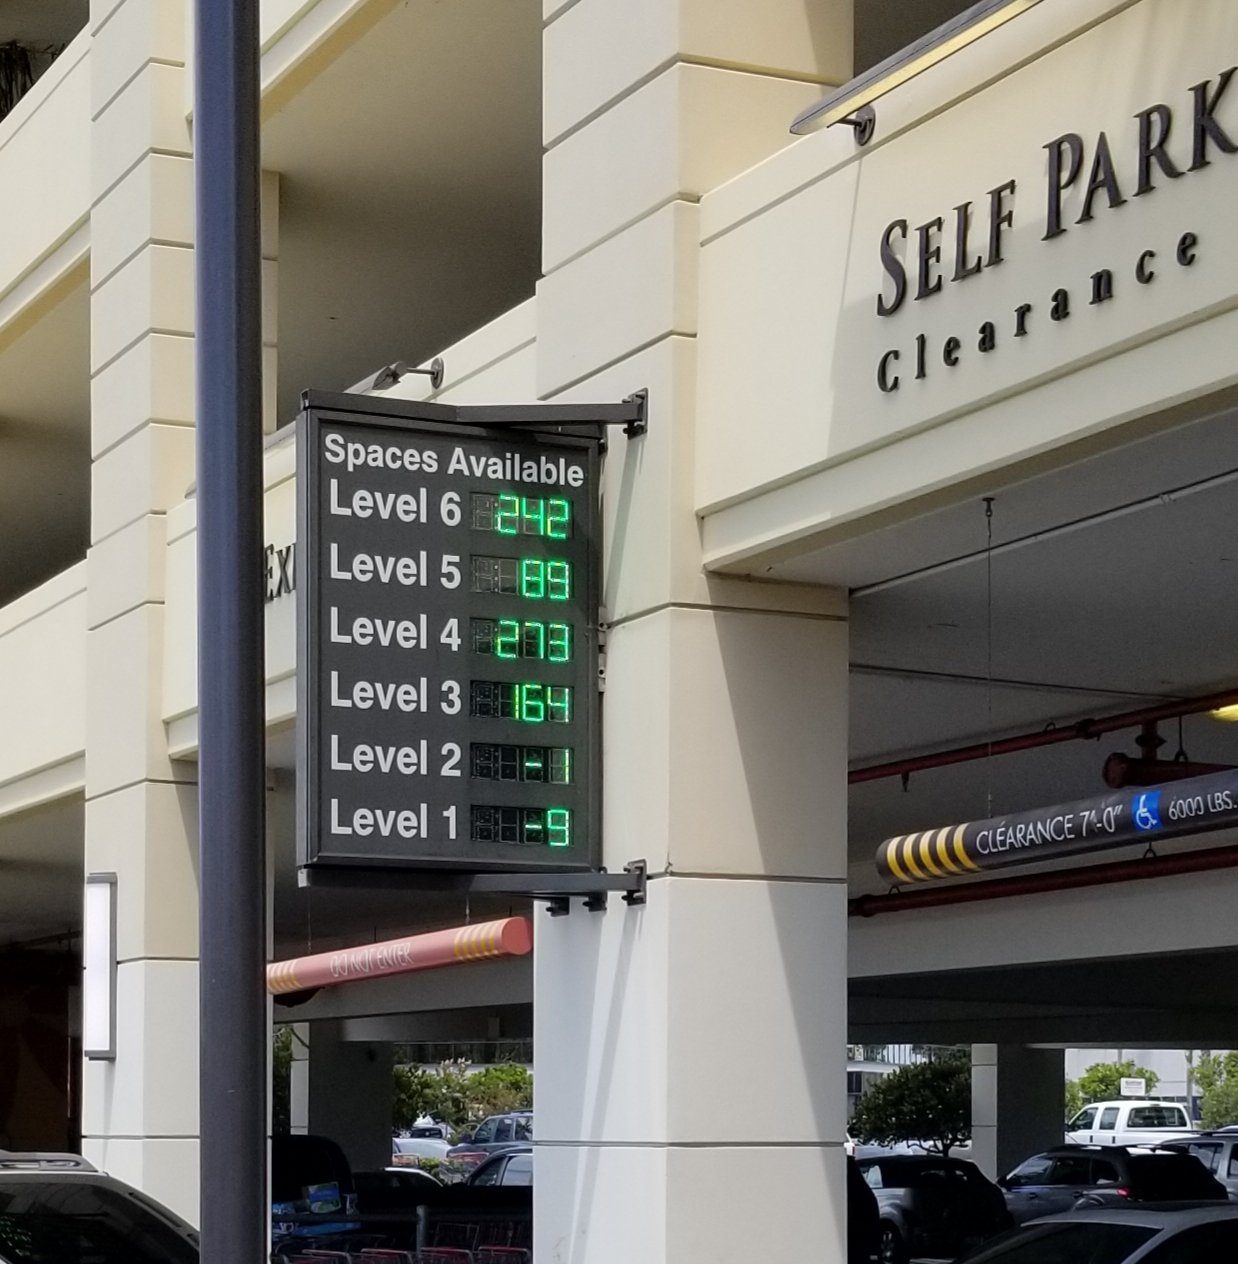 SELF PARK
Clearance
Spaces Available
Level 6 242
Level 5 89
Level 4 273
Level 3 164
Level 2 -1
Level 1 -9
EXI
CLEARANCE 7'-0" 6000 LBS.
DO NOT ENTER